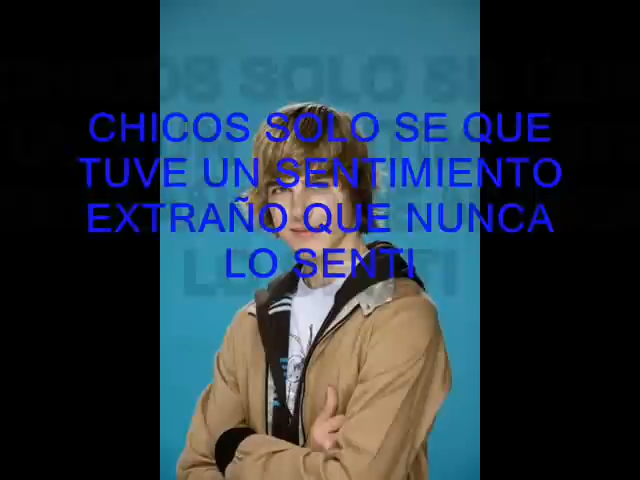 CHICOS SOLO SE QUE
TUVE UN SENTIMIENTO
EXTRAÑO QUE NUNCA
LO SENTI